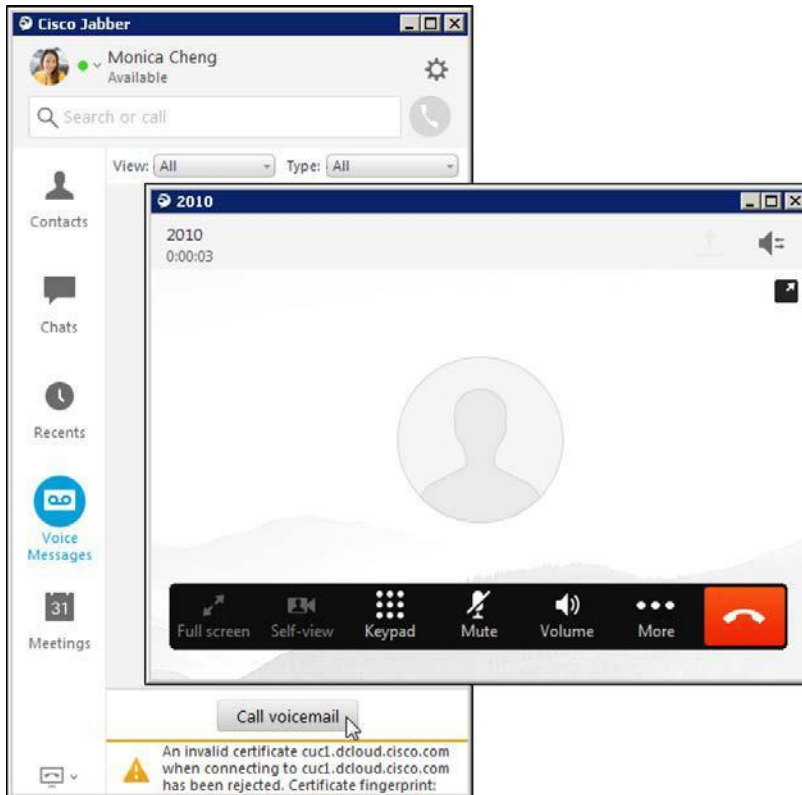 Cisco Jabber
Monica Cheng
Available
Search or call
View: All Type: All
Contacts
Chats
Recents
Voice
Messages
31
Meetings
2010
2010
0:00:03
Full screen Self-view Keypad Mute Volume More
Call voicemail
An invalid certificate cuc1.dcloud.cisco.com
when connecting to cuc1.dcloud.cisco.com
has been rejected. Certificate fingerprint: